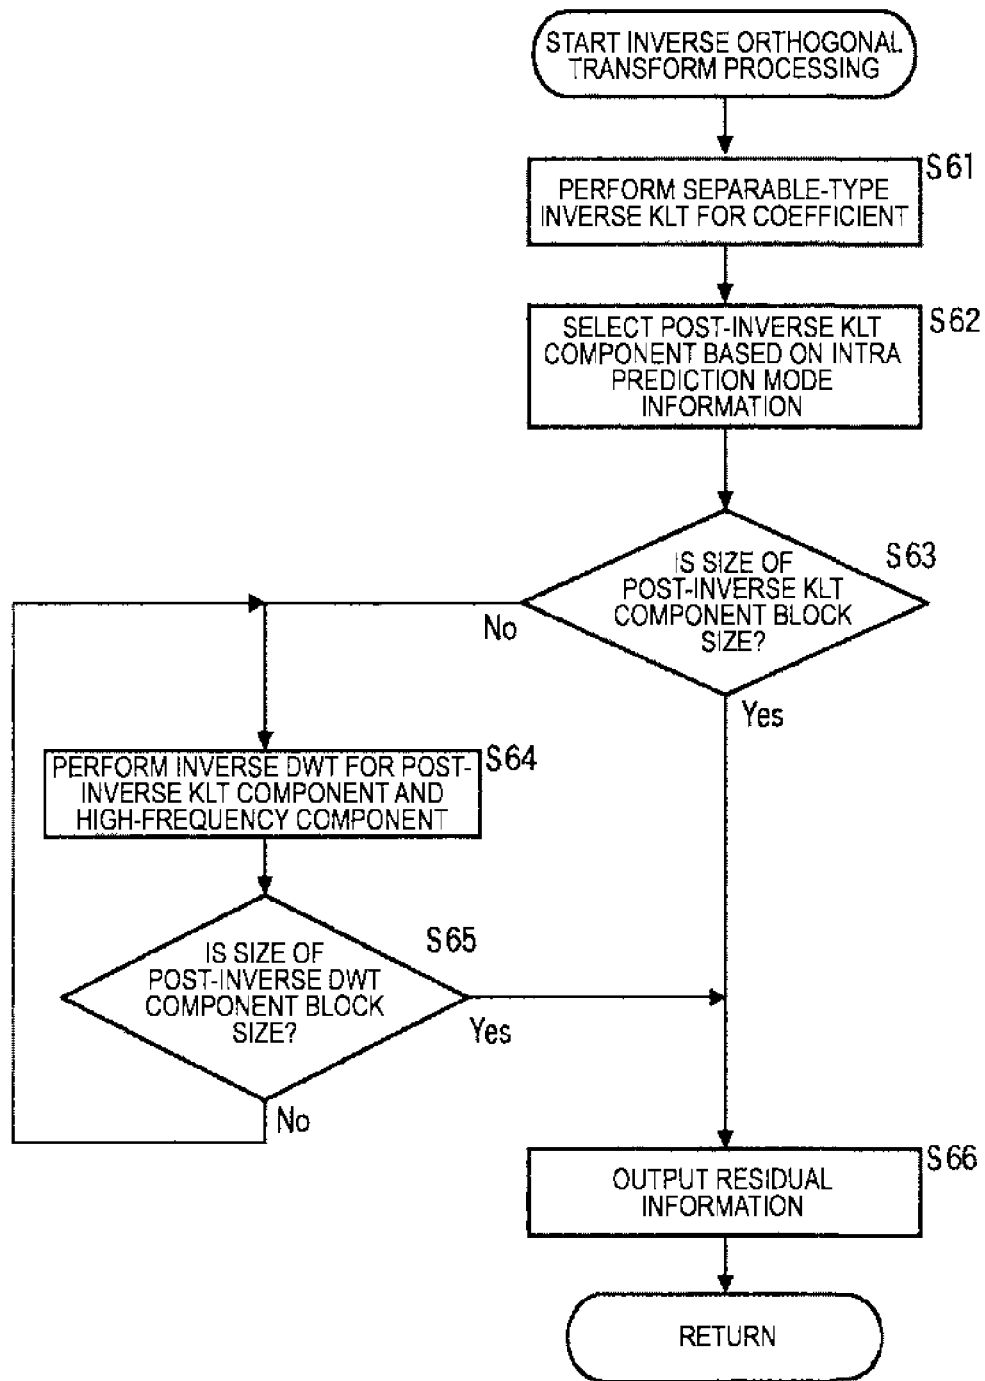 START INVERSE ORTHOGONAL
TRANSFORM PROCESSING
S61
PERFORM SEPARABLE-TYPE
INVERSE KLT FOR COEFFICIENT
S62
SELECT POST-INVERSE KLT
COMPONENT BASED ON INTRA
PREDICTION MODE
INFORMATION
S63
IS SIZE OF
POST-INVERSE KLT
COMPONENT BLOCK
SIZE?
No
Yes
S64
PERFORM INVERSE DWT FOR POST-
INVERSE KLT COMPONENT AND
HIGH-FREQUENCY COMPONENT
S65
IS SIZE OF
POST-INVERSE DWT
COMPONENT BLOCK
SIZE?
Yes
No
S66
OUTPUT RESIDUAL
INFORMATION
RETURN